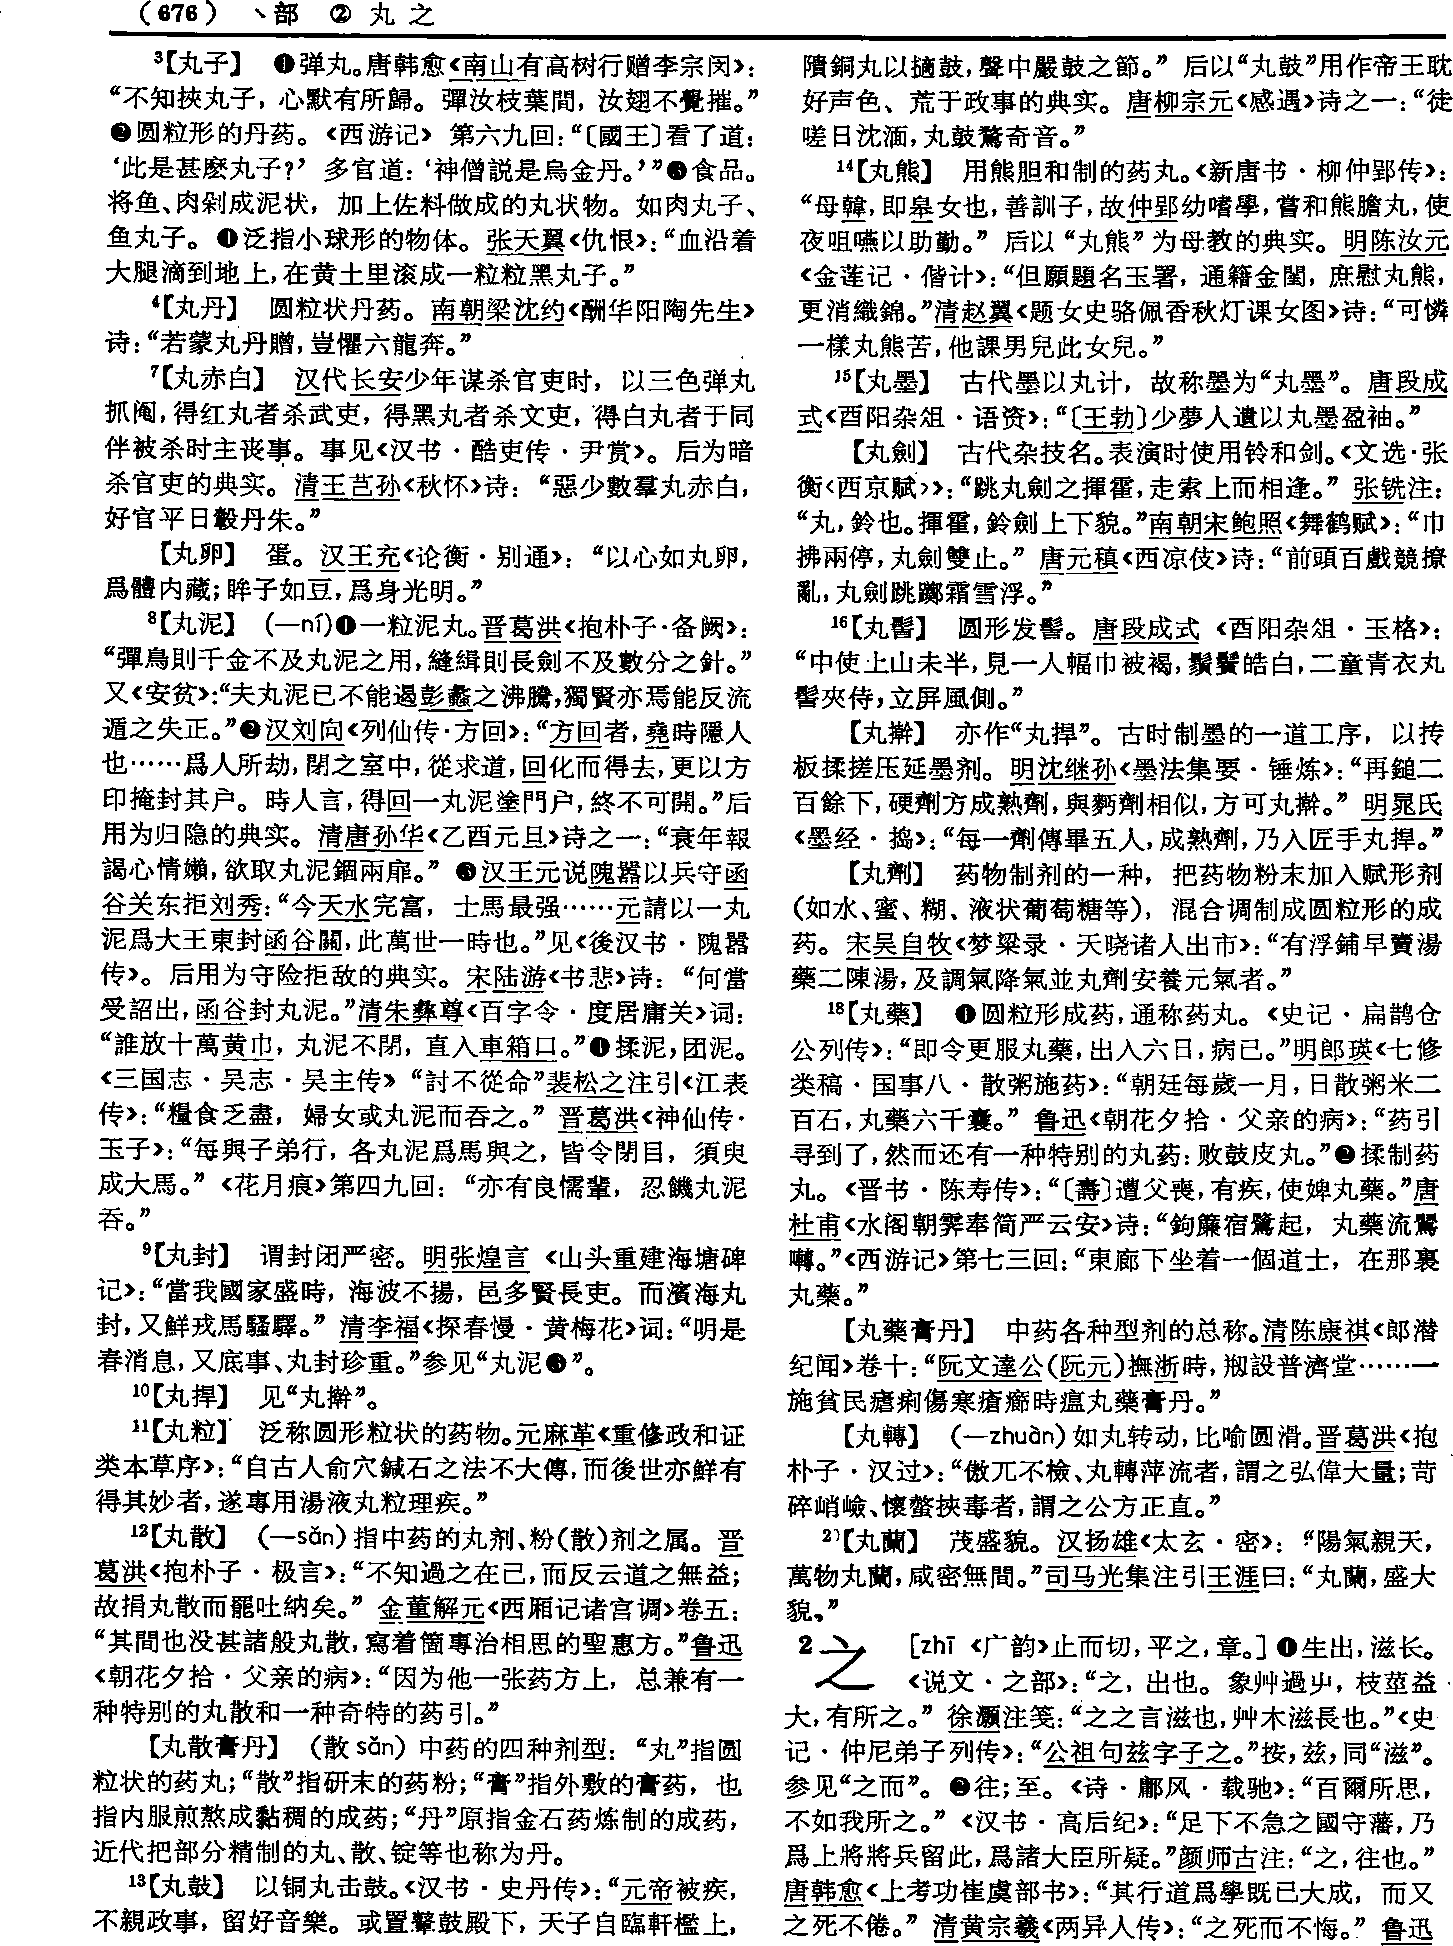 （676） 丶部 ② 丸之
³【丸子】 ❶弹丸。唐韩愈《南山有高树行赠李宗闵》：
“不知挾丸子，心默有所歸。彈汝枝葉間，汝翅不覺摧。”
❷圆粒形的丹药。《西游记》第六九回：“〔國王〕看了道：
‘此是甚麽丸子？’多官道：‘神僧説是烏金丹。’”❸食品。
将鱼、肉剁成泥状，加上佐料做成的丸状物。如肉丸子、
鱼丸子。❹泛指小球形的物体。张天翼《仇恨》：“血沿着
大腿滴到地上，在黄土里滚成一粒粒黑丸子。”
⁴【丸丹】 圆粒状丹药。南朝梁沈约《酬华阳陶先生》
诗：“若蒙丸丹贈，豈懼六龍奔。”
⁷【丸赤白】 汉代长安少年谋杀官吏时，以三色弹丸
抓阄，得红丸者杀武吏，得黑丸者杀文吏，得白丸者于同
伴被杀时主丧事。事见《汉书·酷吏传·尹赏》。后为暗
杀官吏的典实。清王芑孙《秋怀》诗：“惡少數羣丸赤白，
好官平日轂丹朱。”
【丸卵】 蛋。汉王充《论衡·别通》：“以心如丸卵，
爲體内藏；眸子如豆，爲身光明。”
⁸【丸泥】 （—ní）❶一粒泥丸。晋葛洪《抱朴子·备阙》：
“彈鳥則千金不及丸泥之用，縫緝則長劍不及數分之針。”
又《安贫》：“夫丸泥已不能遏彭蠡之沸騰，獨賢亦焉能反流
遁之失正。”❷汉刘向《列仙传·方回》：“方回者，堯時隱人
也……爲人所劫，閉之室中，從求道，回化而得去，更以方
印掩封其户。時人言，得回一丸泥塗門户，終不可開。”后
用为归隐的典实。清唐孙华《乙酉元旦》诗之一：“衰年報
謁心情嬾，欲取丸泥錮兩扉。”❸汉王元说隗嚣以兵守函
谷关东拒刘秀：“今天水完富，士馬最强……元請以一丸
泥爲大王東封函谷關，此萬世一時也。”见《後汉书·隗嚣
传》。后用为守险拒敌的典实。宋陆游《书悲》诗：“何當
受詔出，函谷封丸泥。”清朱彝尊《百字令·度居庸关》词：
“誰放十萬黄巾，丸泥不閉，直入車箱口。”❹揉泥，团泥。
《三国志·吴志·吴主传》“討不從命”裴松之注引《江表
传》：“糧食乏盡，婦女或丸泥而吞之。”晋葛洪《神仙传·
玉子》：“每與子弟行，各丸泥爲馬與之，皆令閉目，須臾
成大馬。”《花月痕》第四九回：“亦有良懦輩，忍饑丸泥
吞。”
⁹【丸封】 谓封闭严密。明张煌言《山头重建海塘碑
记》：“當我國家盛時，海波不揚，邑多賢長吏。而濱海丸
封，又鮮戎馬騷驛。”清李福《探春慢·黄梅花》词：“明是
春消息，又底事、丸封珍重。”参见“丸泥❸”。
¹⁰【丸捍】 见“丸擀”。
¹¹【丸粒】 泛称圆形粒状的药物。元麻革《重修政和证
类本草序》：“自古人俞穴鍼石之法不大傳，而後世亦鮮有
得其妙者，遂專用湯液丸粒理疾。”
¹²【丸散】 （—sǎn）指中药的丸剂、粉（散）剂之属。晋
葛洪《抱朴子·极言》：“不知過之在己，而反云道之無益；
故捐丸散而罷吐納矣。”金董解元《西厢记诸宫调》卷五：
“其間也没甚諸般丸散，寫着箇專治相思的聖惠方。”鲁迅
《朝花夕拾·父亲的病》：“因为他一张药方上，总兼有一
种特别的丸散和一种奇特的药引。”
【丸散膏丹】 （散 sǎn）中药的四种剂型：“丸”指圆
粒状的药丸；“散”指研末的药粉；“膏”指外敷的膏药，也
指内服煎熬成黏稠的成药；“丹”原指金石药炼制的成药，
近代把部分精制的丸、散、锭等也称为丹。
¹³【丸鼓】 以铜丸击鼓。《汉书·史丹传》：“元帝被疾，
不親政事，留好音樂。或置鼙鼓殿下，天子自臨軒檻上，
隤銅丸以擿鼓，聲中嚴鼓之節。”后以“丸鼓”用作帝王耽
好声色、荒于政事的典实。唐柳宗元《感遇》诗之一：“徒
嗟日沈湎，丸鼓騖奇音。”
¹⁴【丸熊】 用熊胆和制的药丸。《新唐书·柳仲郢传》：
“母韓，即皋女也，善訓子，故仲郢幼嗜學，嘗和熊膽丸，使
夜咀嚥以助勤。”后以“丸熊”为母教的典实。明陈汝元
《金莲记·偕计》：“但願題名玉署，通籍金閨，庶慰丸熊，
更消織錦。”清赵翼《题女史骆佩香秋灯课女图》诗：“可憐
一樣丸熊苦，他課男兒此女兒。”
¹⁵【丸墨】 古代墨以丸计，故称墨为“丸墨”。唐段成
式《酉阳杂俎·语资》：“〔王勃〕少夢人遺以丸墨盈袖。”
【丸劍】 古代杂技名。表演时使用铃和剑。《文选·张
衡〈西京赋〉》：“跳丸劍之揮霍，走索上而相逢。”张铣注：
“丸，鈴也。揮霍，鈴劍上下貌。”南朝宋鲍照《舞鹤赋》：“巾
拂兩停，丸劍雙止。”唐元稹《西凉伎》诗：“前頭百戲競撩
亂，丸劍跳躑霜雪浮。”
¹⁶【丸髻】 圆形发髻。唐段成式《酉阳杂俎·玉格》：
“中使上山未半，見一人幅巾被褐，鬚鬢皓白，二童青衣丸
髻夾侍，立屏風側。”
【丸擀】 亦作“丸捍”。古时制墨的一道工序，以抟
板揉搓压延墨剂。明沈继孙《墨法集要·锤炼》：“再鎚二
百餘下，硬劑方成熟劑，與麪劑相似，方可丸擀。”明晁氏
《墨经·捣》：“每一劑傳畢五人，成熟劑，乃入匠手丸捍。”
【丸劑】 药物制剂的一种，把药物粉末加入赋形剂
（如水、蜜、糊、液状葡萄糖等），混合调制成圆粒形的成
药。宋吴自牧《梦粱录·天晓诸人出市》：“有浮鋪早賣湯
藥二陳湯，及調氣降氣並丸劑安養元氣者。”
¹⁸【丸藥】 ❶圆粒形成药，通称药丸。《史记·扁鹊仓
公列传》：“即令更服丸藥，出入六日，病已。”明郎瑛《七修
类稿·国事八·散粥施药》：“朝廷每歲一月，日散粥米二
百石，丸藥六千囊。”鲁迅《朝花夕拾·父亲的病》：“药引
寻到了，然而还有一种特别的丸药：败鼓皮丸。”❷揉制药
丸。《晋书·陈寿传》：“〔壽〕遭父喪，有疾，使婢丸藥。”唐
杜甫《水阁朝霁奉简严云安》诗：“鉤簾宿鷺起，丸藥流鶯
囀。”《西游记》第七三回：“東廊下坐着一個道士，在那裏
丸藥。”
【丸藥膏丹】 中药各种型剂的总称。清陈康祺《郎潜
纪闻》卷十：“阮文達公（阮元）撫浙時，剏設普濟堂……一
施貧民瘧痢傷寒瘡癤時瘟丸藥膏丹。”
【丸轉】 （—zhuàn）如丸转动，比喻圆滑。晋葛洪《抱
朴子·汉过》：“傲兀不檢、丸轉萍流者，謂之弘偉大量；苛
碎峭嶮、懷螫挾毒者，謂之公方正直。”
²¹【丸蘭】 茂盛貌。汉扬雄《太玄·密》：“陽氣親天，
萬物丸蘭，咸密無間。”司马光集注引王涯曰：“丸蘭，盛大
貌。”
2 之 ［zhī 《广韵》止而切，平之，章。］❶生出，滋长。
《说文·之部》：“之，出也。象艸過屮，枝莖益
大，有所之。”徐灏注笺：“之之言滋也，艸木滋長也。”《史
记·仲尼弟子列传》：“公祖句兹字子之。”按，兹，同“滋”。
参见“之而”。❷往；至。《诗·鄘风·载驰》：“百爾所思，
不如我所之。”《汉书·高后纪》：“足下不急之國守藩，乃
爲上將將兵留此，爲諸大臣所疑。”颜师古注：“之，往也。”
唐韩愈《上考功崔虞部书》：“其行道爲學既已大成，而又
之死不倦。”清黄宗羲《两异人传》：“之死而不悔。”鲁迅